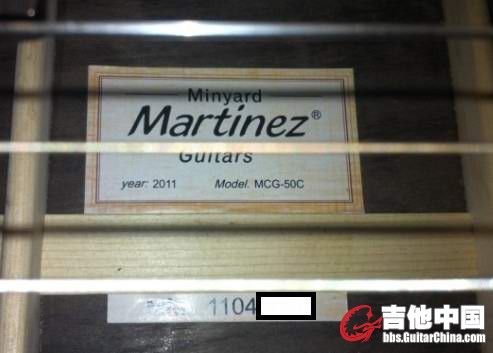 Minyard
Martinez®
Guitars
year: 2011 Model. MCG-50C
1104
吉他中国
bbs.GuitarChina.com